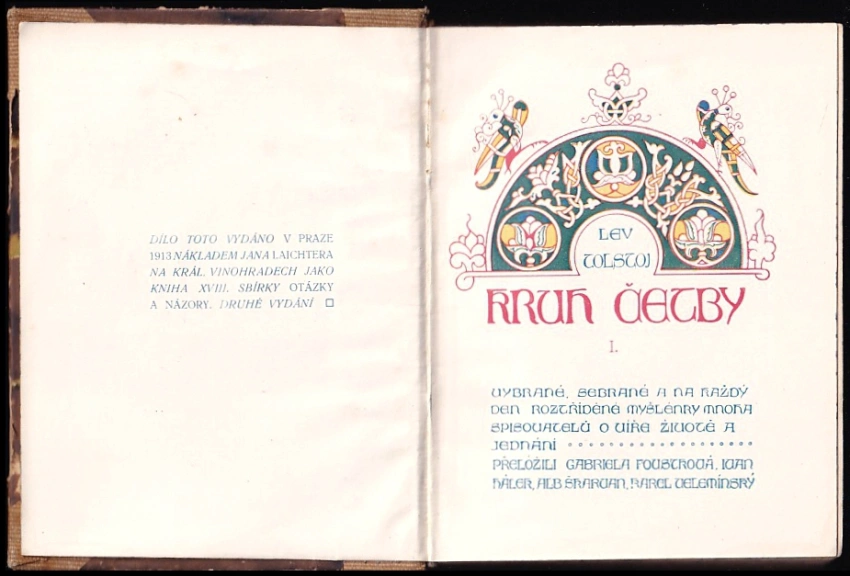 DÍLO TOTO VYDÁNO V PRAZE
1913 NÁKLADEM JANA LAICHTERA
NA KRÁL. VINOHRADECH JAKO
KNIHA XVIII. SBÍRKY OTÁZKY
A NÁZORY. DRUHÉ VYDÁNÍ
LEV
TOLSTOJ
KRUH ČETBY
I.
VYBRANÉ, SEBRANÉ A NA KAŽDÝ
DEN ROZTŘÍDĚNÉ MYŠLÉNKY MNOHA
SPISOVATELŮ O VÍŘE ŽIVOTĚ A
JEDNÁNÍ
PŘELOŽILI GABRIELA FOUSTKOVÁ, IVAN
HÁLEK, ALB ŠKARVAN, KAREL VELEMÍNSKÝ